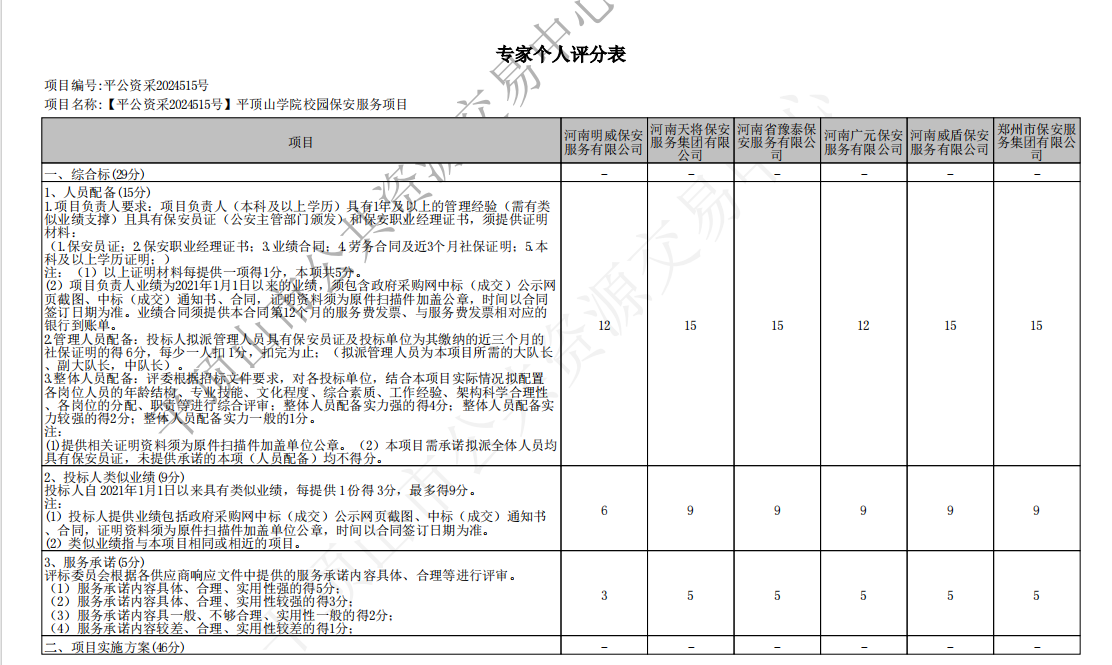 专家个人评分表
项目编号:平公资采2024515号
项目名称:【平公资采2024515号】平顶山学院校园保安服务项目
项目
河南明威保安
服务有限公司
河南天将保安
服务集团有限
公司
河南省豫泰保
安服务有限公
司
河南广元保安
服务有限公司
河南威盾保安
服务有限公司
郑州市保安服
务集团有限公
司
一、综合标(29分) – – – – – –
1、人员配备(15分)
1.项目负责人要求：项目负责人（本科及以上学历）具有1年及以上的管理经验（需有类
似业绩支撑）且具有保安员证（公安主管部门颁发）和保安职业经理证书，须提供证明
材料：
（1.保安员证；2.保安职业经理证书；3.业绩合同；4.劳务合同及近3个月社保证明；5.本
科及以上学历证明；）
注：（1）以上证明材料每提供一项得1分，本项共5分。
(2）项目负责人业绩为2021年1月1日以来的业绩，须包含政府采购网中标（成交）公示网
页截图、中标（成交）通知书、合同，证明资料须为原件扫描件加盖公章，时间以合同
签订日期为准。业绩合同须提供本合同第12个月的服务费发票、与服务费发票相对应的
银行到账单。
2.管理人员配备：投标人拟派管理人员具有保安员证及投标单位为其缴纳的近三个月的
社保证明的得 6分，每少一人扣 1分，扣完为止；（拟派管理人员为本项目所需的大队长
、副大队长，中队长）。
3.整体人员配备：评委根据招标文件要求，对各投标单位，结合本项目实际情况拟配置
各岗位人员的年龄结构、专业技能、文化程度、综合素质、工作经验、架构科学合理性
、各岗位的分配、职责等进行综合评审；整体人员配备实力强的得4分；整体人员配备实
力较强的得2分；整体人员配备实力一般的1分。
注：
(1)提供相关证明资料须为原件扫描件加盖单位公章。（2）本项目需承诺拟派全体人员均
具有保安员证，未提供承诺的本项（人员配备）均不得分。
12 15 15 12 15 15
2、投标人类似业绩(9分)
投标人自 2021年1月1日以来具有类似业绩，每提供 1份得 3分，最多得9分。
注：
(1）投标人提供业绩包括政府采购网中标（成交）公示网页截图、中标（成交）通知书
、合同，证明资料须为原件扫描件加盖单位公章，时间以合同签订日期为准。
(2）类似业绩指与本项目相同或相近的项目。
6 9 9 9 9 9
3、服务承诺(5分)
评标委员会根据各供应商响应文件中提供的服务承诺内容具体、合理等进行评审。
（1）服务承诺内容具体、合理、实用性强的得5分；
（2）服务承诺内容具体、合理、实用性较强的得3分；
（3）服务承诺内容具一般、不够合理、实用性一般的得2分；
（4）服务承诺内容较差、合理、实用性较差的得1分；
3 5 5 5 5 5
二、项目实施方案(46分) – – – – – –
平顶山市公共资源交易中心
平顶山市公共资源交易中心